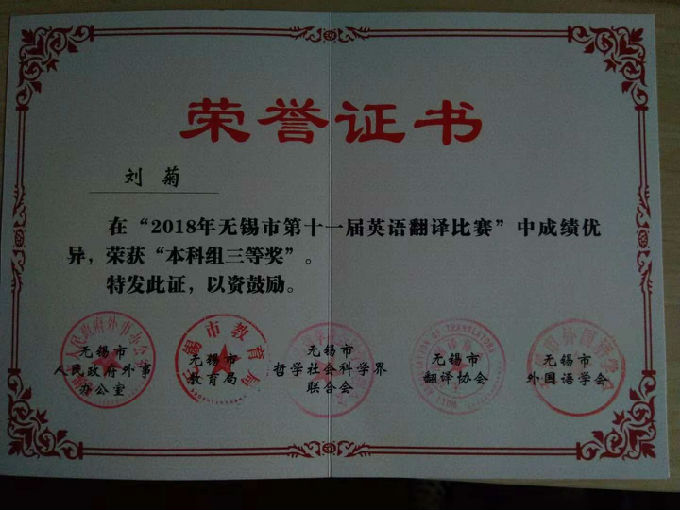 荣誉证书
刘菊
在“2018年无锡市第十一届英语翻译比赛”中成绩优
异，荣获“本科组三等奖”。
特发此证，以资鼓励。
无锡市
人民政府外事
办公室
无锡市
教育局
无锡市
哲学社会科学界
联合会
无锡市
翻译协会
无锡市
外国语学会